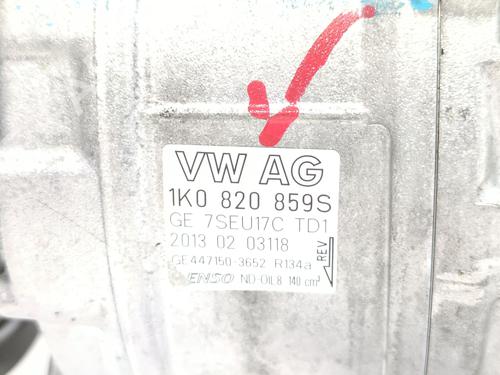 VW AG
1K0 820 859S
GE 7SEU17C TD1
2013 02 03118
GE447150-3652 R134a
REV
ENSO ND-OIL8 140 cm³